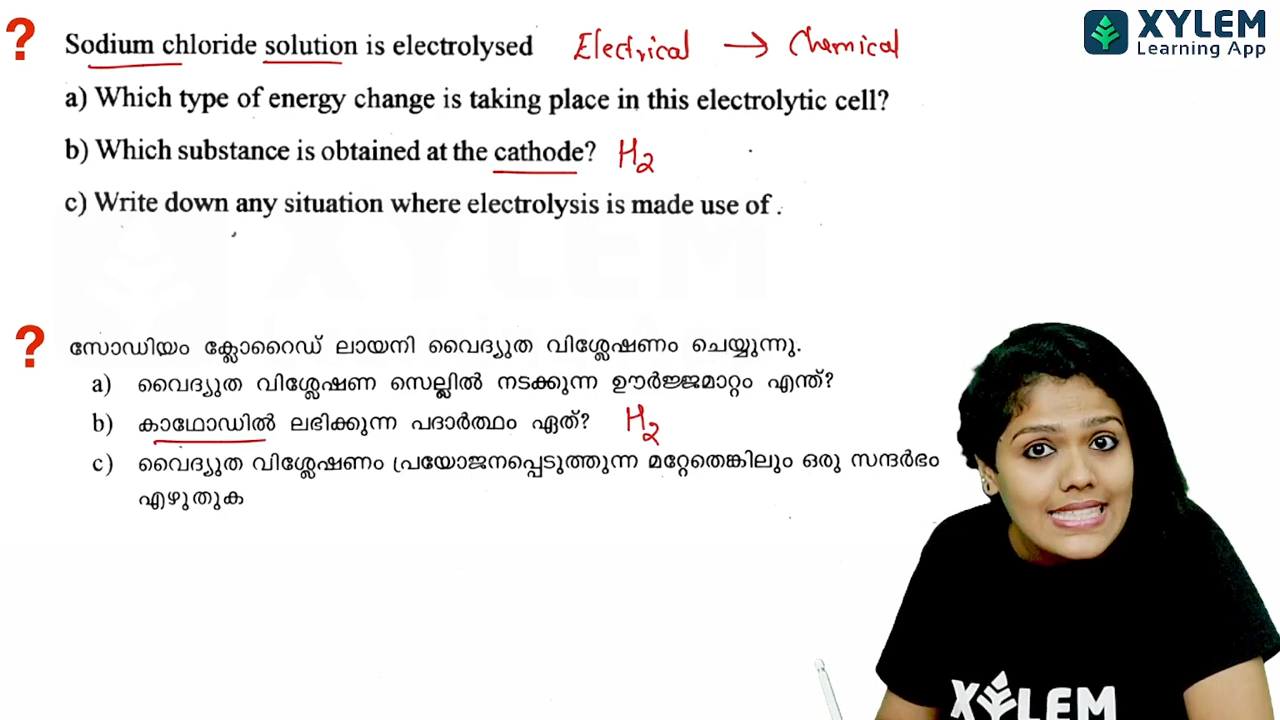 XYLEM
Learning App
? Sodium chloride solution is electrolysed Electrical → Chemical
a) Which type of energy change is taking place in this electrolytic cell?
b) Which substance is obtained at the cathode? H2
c) Write down any situation where electrolysis is made use of .
XYLEM
Learning App
? സോഡിയം ക്ലോറൈഡ് ലായനി വൈദ്യുത വിശ്ലേഷണം ചെയ്യുന്നു.
a) വൈദ്യുത വിശ്ലേഷണ സെല്ലിൽ നടക്കുന്ന ഊർജ്ജമാറ്റം എന്ത്?
b) കാഥോഡിൽ ലഭിക്കുന്ന പദാർത്ഥം ഏത്? H2
c) വൈദ്യുത വിശ്ലേഷണം പ്രയോജനപ്പെടുത്തുന്ന മറ്റേതെങ്കിലും ഒരു സന്ദർഭം
എഴുതുക
XYLEM